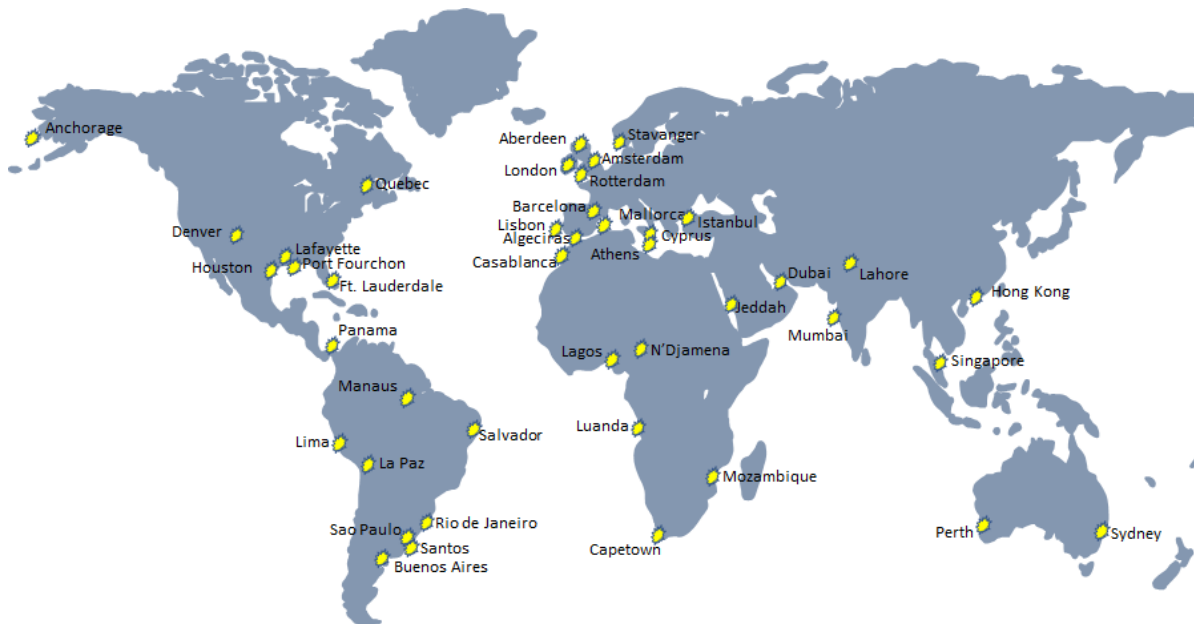 Anchorage
Aberdeen
Stavanger
London
Amsterdam
Rotterdam
Quebec
Barcelona
Mallorca
Istanbul
Denver
Lisbon
Algeciras
Cyprus
Athens
Lafayette
Casablanca
Houston
Port Fourchon
Ft. Lauderdale
Dubai
Lahore
Hong Kong
Jeddah
Mumbai
Panama
Lagos
N'Djamena
Singapore
Manaus
Luanda
Salvador
Lima
La Paz
Mozambique
Sao Paulo
Rio de Janeiro
Santos
Buenos Aires
Capetown
Perth
Sydney